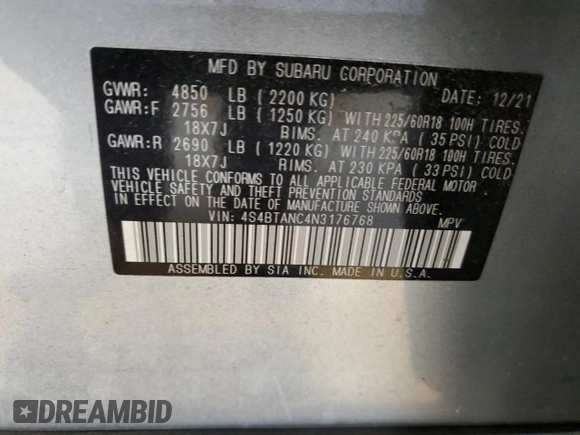 MFD BY SUBARU CORPORATION
GVWR: 4850 LB ( 2200 KG) DATE: 12/21
GAWR:F 2756 LB ( 1250 KG) WITH 225/60R18 100H TIRES.
18X7J RIMS. AT 240 KPA ( 35 PSI) COLD
GAWR:R 2690 LB ( 1220 KG) WITH 225/60R18 100H TIRES.
18X7J RIMS. AT 230 KPA ( 33 PSI) COLD
THIS VEHICLE CONFORMS TO ALL APPLICABLE FEDERAL MOTOR
VEHICLE SAFETY AND THEFT PREVENTION STANDARDS
IN EFFECT ON THE DATE OF MANUFACTURE SHOWN ABOVE.
VIN: 4S4BTANC4N3176768 MPV
ASSEMBLED BY SIA INC. MADE IN U.S.A.
DREAMBID